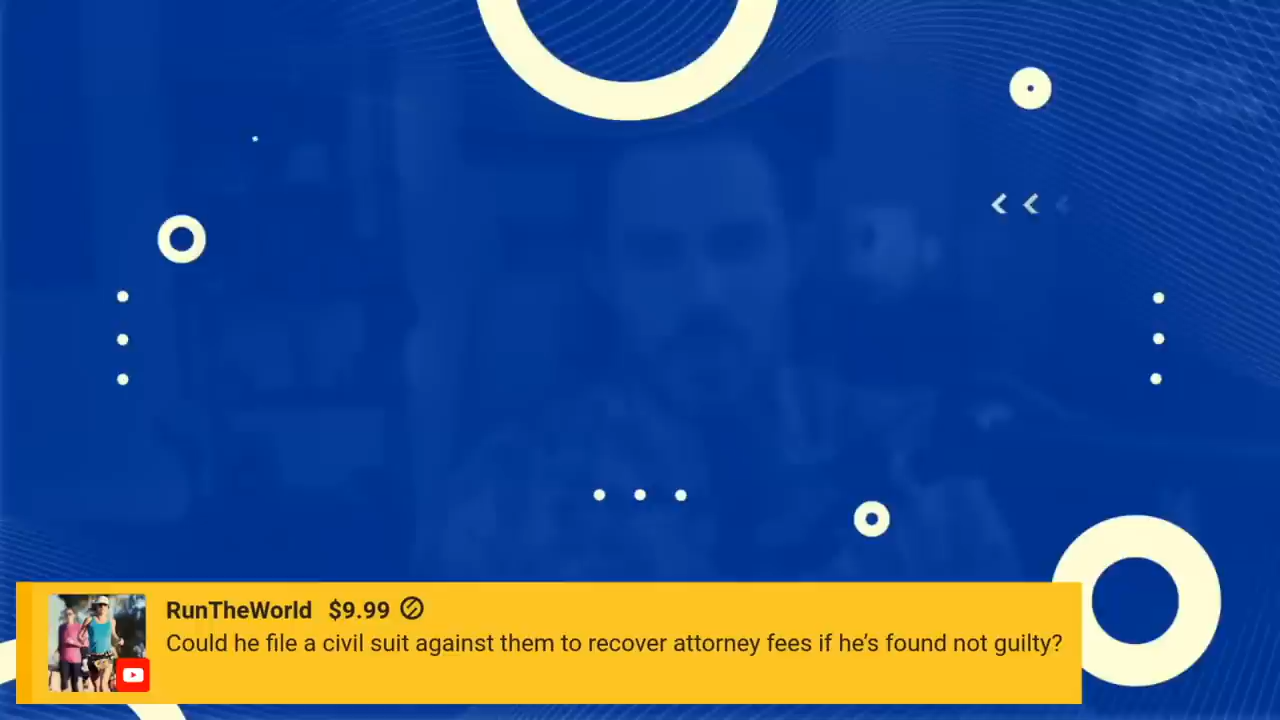 RunTheWorld $9.99
Could he file a civil suit against them to recover attorney fees if he's found not guilty?